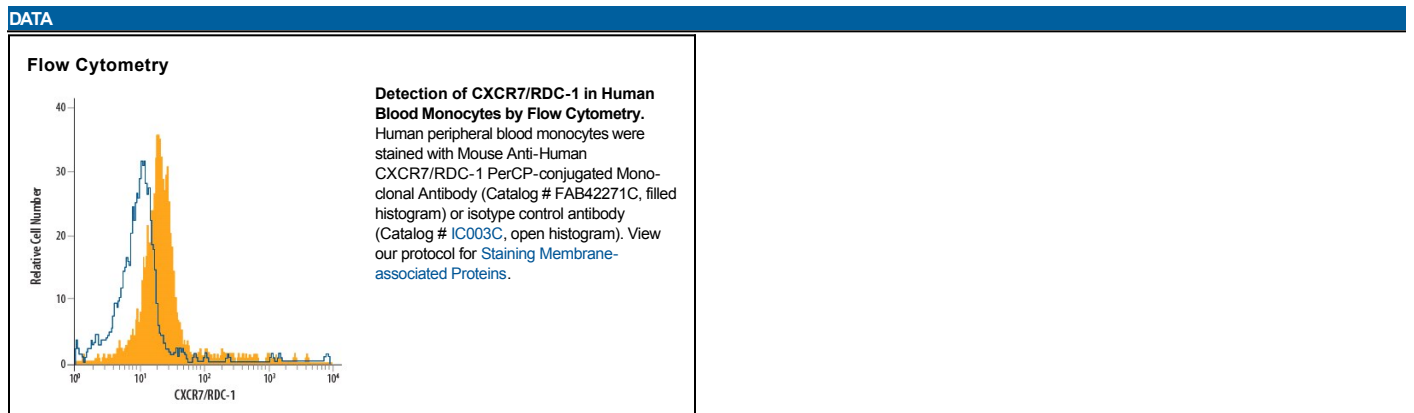 DATA
Flow Cytometry
40
30
20
10
0
Relative Cell Number
10⁰ 10¹ 10² 10³ 10⁴
CXCR7/RDC-1
Detection of CXCR7/RDC-1 in Human
Blood Monocytes by Flow Cytometry.
Human peripheral blood monocytes were
stained with Mouse Anti-Human
CXCR7/RDC-1 PerCP-conjugated Mono-
clonal Antibody (Catalog # FAB42271C, filled
histogram) or isotype control antibody
(Catalog # IC003C, open histogram). View
our protocol for Staining Membrane-
associated Proteins.